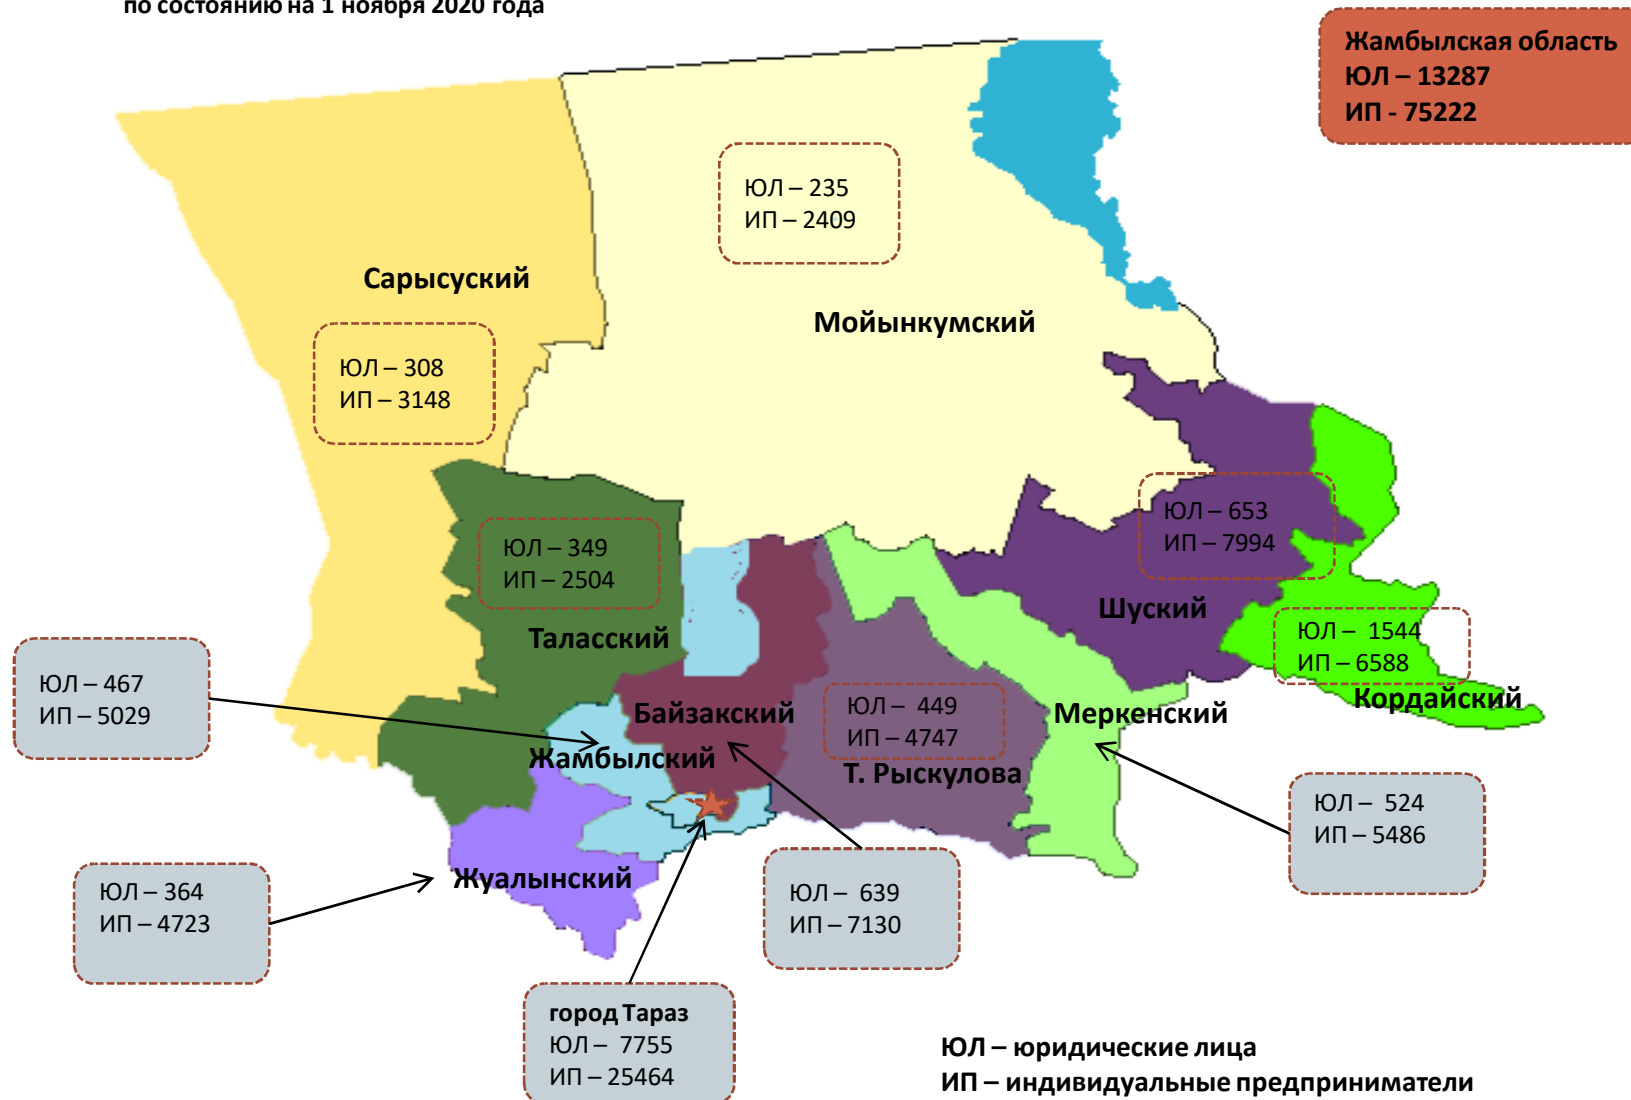 по состоянию на 1 ноября 2020 года
Жамбылская область
ЮЛ – 13287
ИП - 75222
ЮЛ – 235
ИП – 2409
Сарысуский
Мойынкумский
ЮЛ – 308
ИП – 3148
ЮЛ – 653
ИП – 7994
ЮЛ – 349
ИП – 2504
Шуский
Таласский
ЮЛ – 1544
ИП – 6588
Кордайский
ЮЛ – 467
ИП – 5029
Байзакский
ЮЛ – 449
ИП – 4747
Меркенский
Жамбылский
Т. Рыскулова
ЮЛ – 524
ИП – 5486
Жуалынский
ЮЛ – 364
ИП – 4723
ЮЛ – 639
ИП – 7130
город Тараз
ЮЛ – 7755
ИП – 25464
ЮЛ – юридические лица
ИП – индивидуальные предприниматели